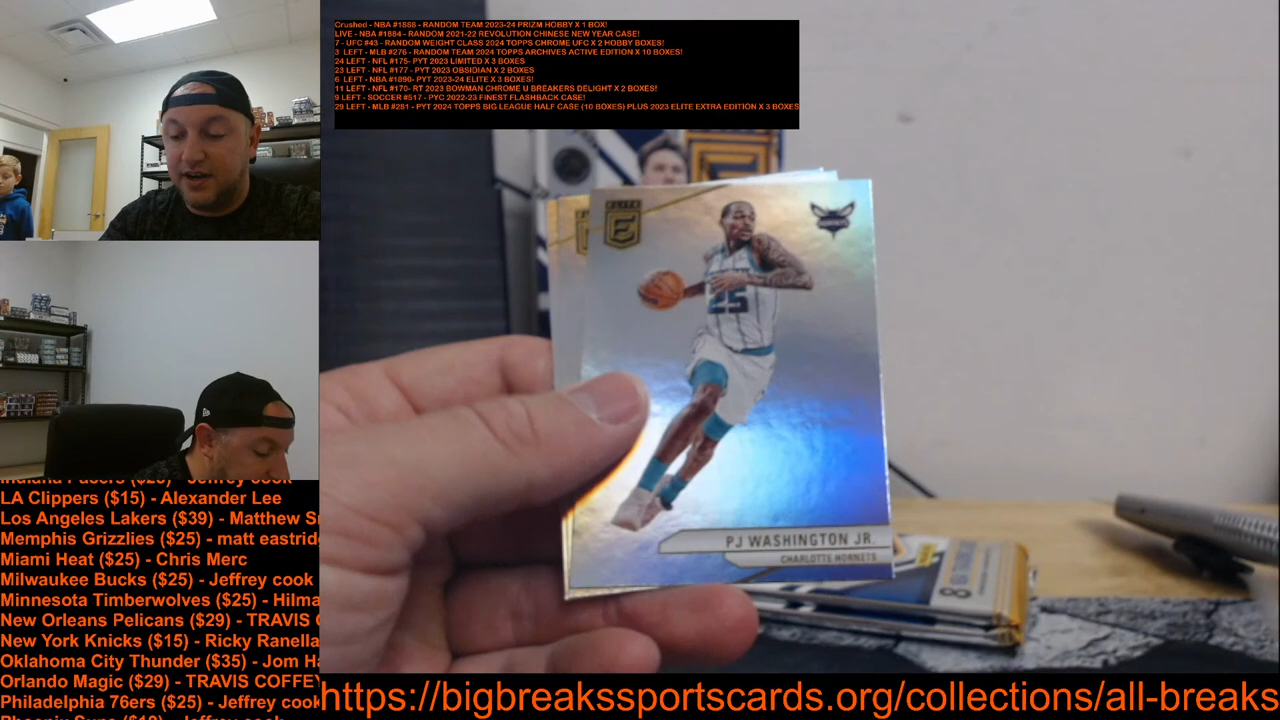 Crushed - NBA #1888 - RANDOM TEAM 2023-24 PRIZM HOBBY X 1 BOX!
LIVE - NBA #1884 - RANDOM 2021-22 REVOLUTION CHINESE NEW YEAR CASE!
7 - UFC #43 - RANDOM WEIGHT CLASS 2024 TOPPS CHROME UFC X 2 HOBBY BOXES!
3 LEFT - MLB #276 - RANDOM TEAM 2024 TOPPS ARCHIVES ACTIVE EDITION X 10 BOXES!
24 LEFT - NFL #175- PYT 2023 LIMITED X 3 BOXES
23 LEFT - NFL #177 - PYT 2023 OBSIDIAN X 2 BOXES
6 LEFT - NBA #1890- PYT 2023-24 ELITE X 3 BOXES!
11 LEFT - NFL #170- RT 2023 BOWMAN CHROME U BREAKERS DELIGHT X 2 BOXES!
9 LEFT - SOCCER #517 - PYC 2022-23 FINEST FLASHBACK CASE!
29 LEFT - MLB #281 - PYT 2024 TOPPS BIG LEAGUE HALF CASE (10 BOXES) PLUS 2023 ELITE EXTRA EDITION X 3 BOXES
ELITE
E
25
PJ WASHINGTON JR.
CHARLOTTE HORNETS
8
Indiana Pacers ($25) - Jeffrey cook
LA Clippers ($15) - Alexander Lee
Los Angeles Lakers ($39) - Matthew S
Memphis Grizzlies ($25) - matt eastrid
Miami Heat ($25) - Chris Merc
Milwaukee Bucks ($25) - Jeffrey cook
Minnesota Timberwolves ($25) - Hilma
New Orleans Pelicans ($29) - TRAVIS C
New York Knicks ($15) - Ricky Ranella
Oklahoma City Thunder ($35) - Jom Ha
Orlando Magic ($29) - TRAVIS COFFEY
Philadelphia 76ers ($25) - Jeffrey cook
https://bigbreakssportscards.org/collections/all-breaks